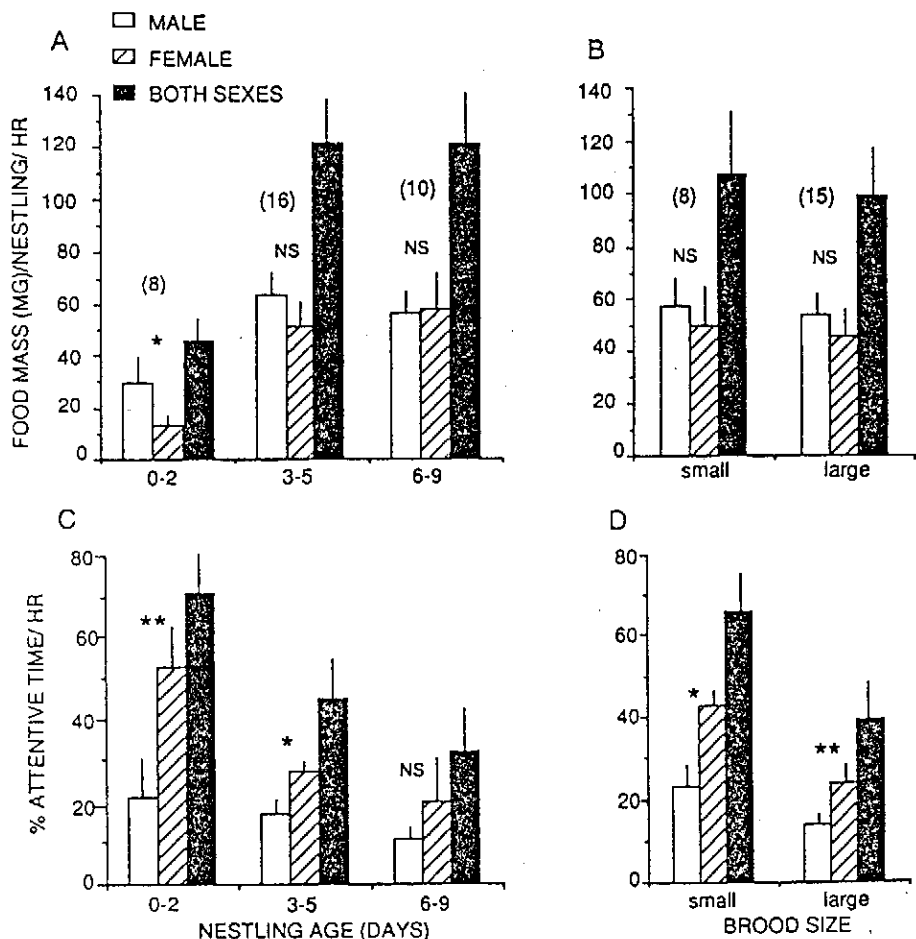 A
MALE
FEMALE
BOTH SEXES
B
FOOD MASS (MG)/NESTLING/ HR
140
120
100
80
60
40
20
0
(8)
*
(16)
NS
(10)
NS
0-2
3-5
6-9
140
120
100
80
60
40
20
0
(8)
NS
(15)
NS
small
large
C
% ATTENTIVE TIME/ HR
80
60
40
20
0
**
*
NS
0-2
3-5
6-9
NESTLING AGE (DAYS)
D
80
60
40
20
0
*
**
small
large
BROOD SIZE